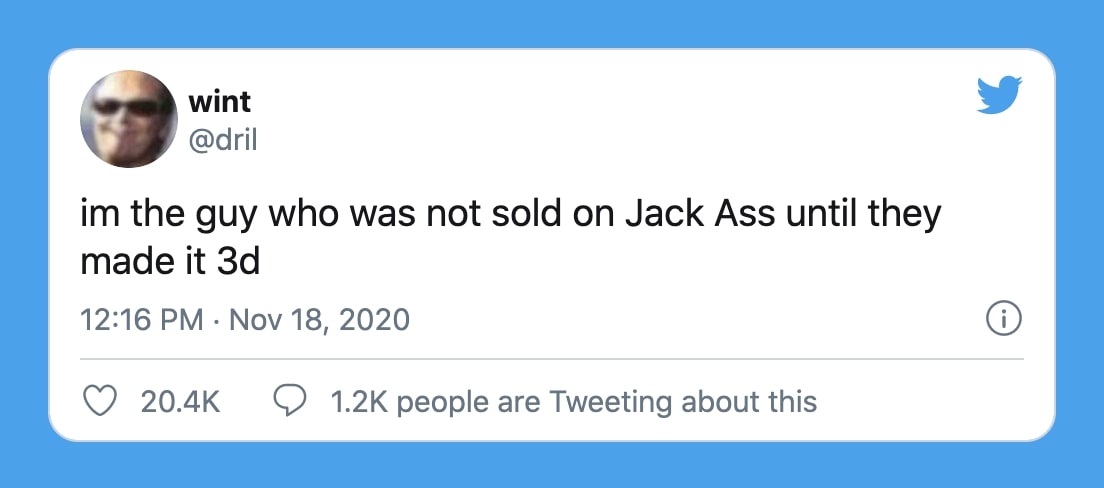 wint
@dril
im the guy who was not sold on Jack Ass until they
made it 3d
12:16 PM · Nov 18, 2020
20.4K 1.2K people are Tweeting about this